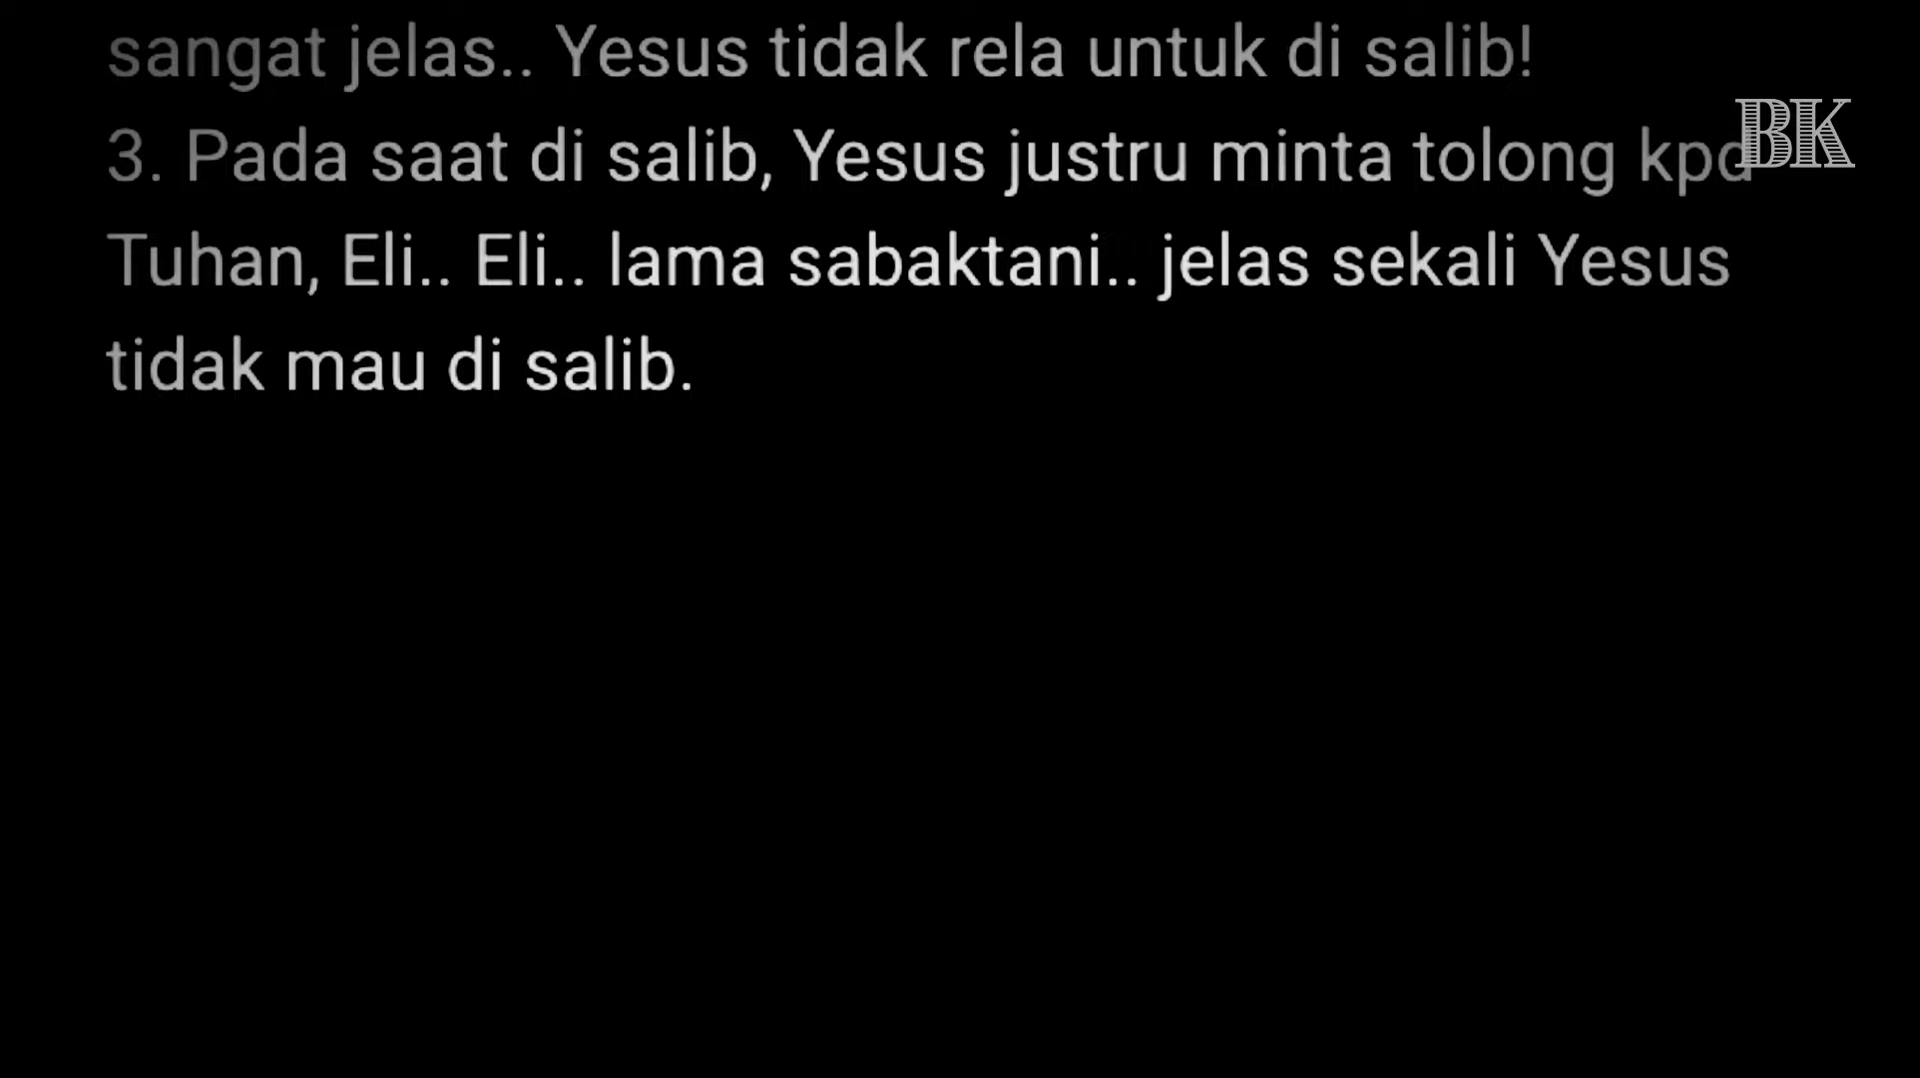 sangat jelas.. Yesus tidak rela untuk di salib!
3. Pada saat di salib, Yesus justru minta tolong kpd
Tuhan, Eli.. Eli.. lama sabaktani.. jelas sekali Yesus
tidak mau di salib.
BK